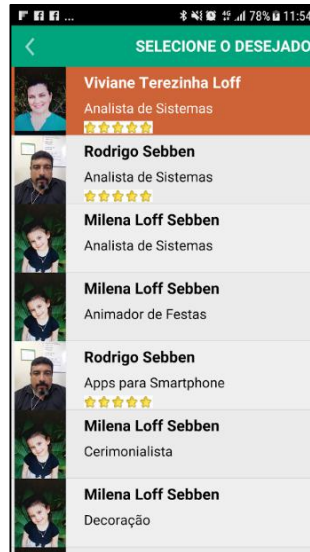 78% 11:54
SELECIONE O DESEJADO
Viviane Terezinha Loff
Analista de Sistemas
Rodrigo Sebben
Analista de Sistemas
Milena Loff Sebben
Analista de Sistemas
Milena Loff Sebben
Animador de Festas
Rodrigo Sebben
Apps para Smartphone
Milena Loff Sebben
Cerimonialista
Milena Loff Sebben
Decoração